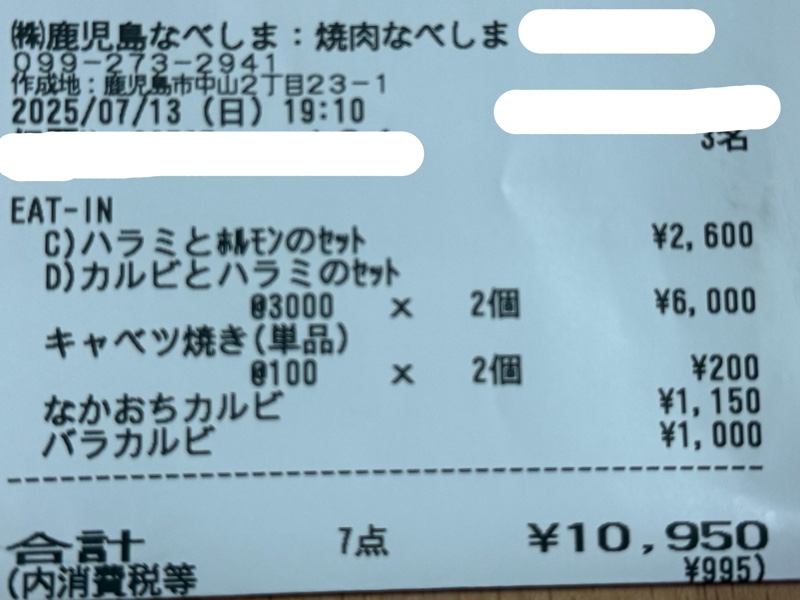 ㈱鹿児島なべしま：焼肉なべしま
099-273-2941
作成地：鹿児島市中山2丁目23-1
2025/07/13 (日) 19:10
3名
EAT-IN
C)ハラミとﾎﾙﾓﾝのｾｯﾄ ¥2,600
D)カルビとハラミのｾｯﾄ
@3000 × 2個 ¥6,000
キャベツ焼き(単品)
@100 × 2個 ¥200
なかおちカルビ ¥1,150
バラカルビ ¥1,000
合計 7点 ¥10,950
(内消費税等 ¥995)